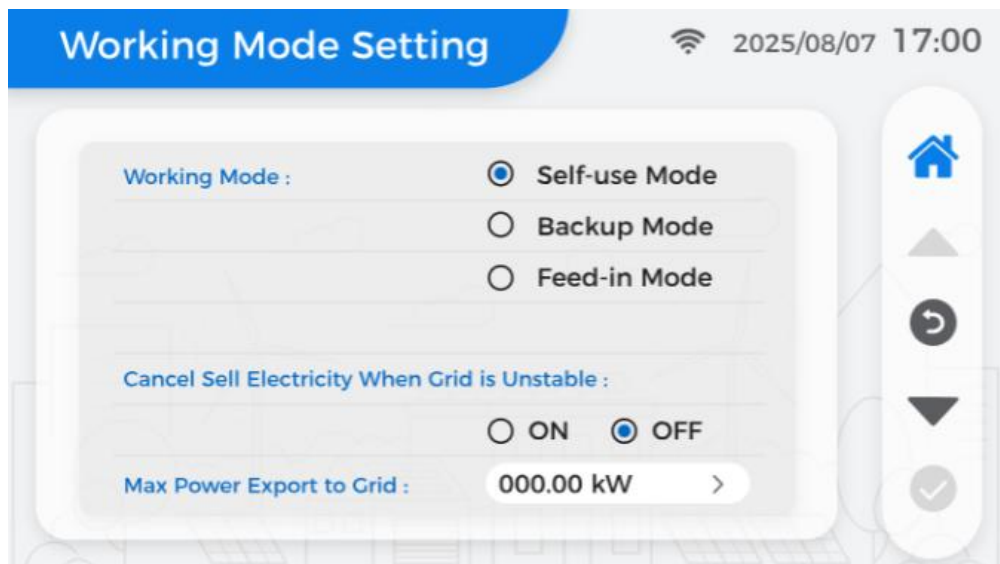 Working Mode Setting
2025/08/07 17:00
Working Mode : Self-use Mode
Backup Mode
Feed-in Mode
Cancel Sell Electricity When Grid is Unstable :
ON OFF
Max Power Export to Grid : 000.00 kW >